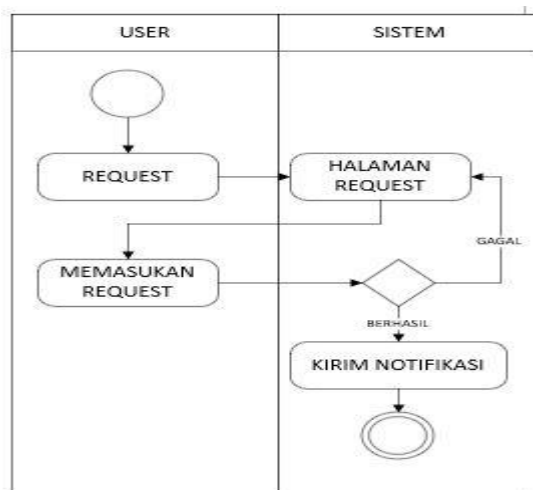 USER
SISTEM
REQUEST
HALAMAN
REQUEST
MEMASUKAN
REQUEST
GAGAL
BERHASIL
KIRIM NOTIFIKASI